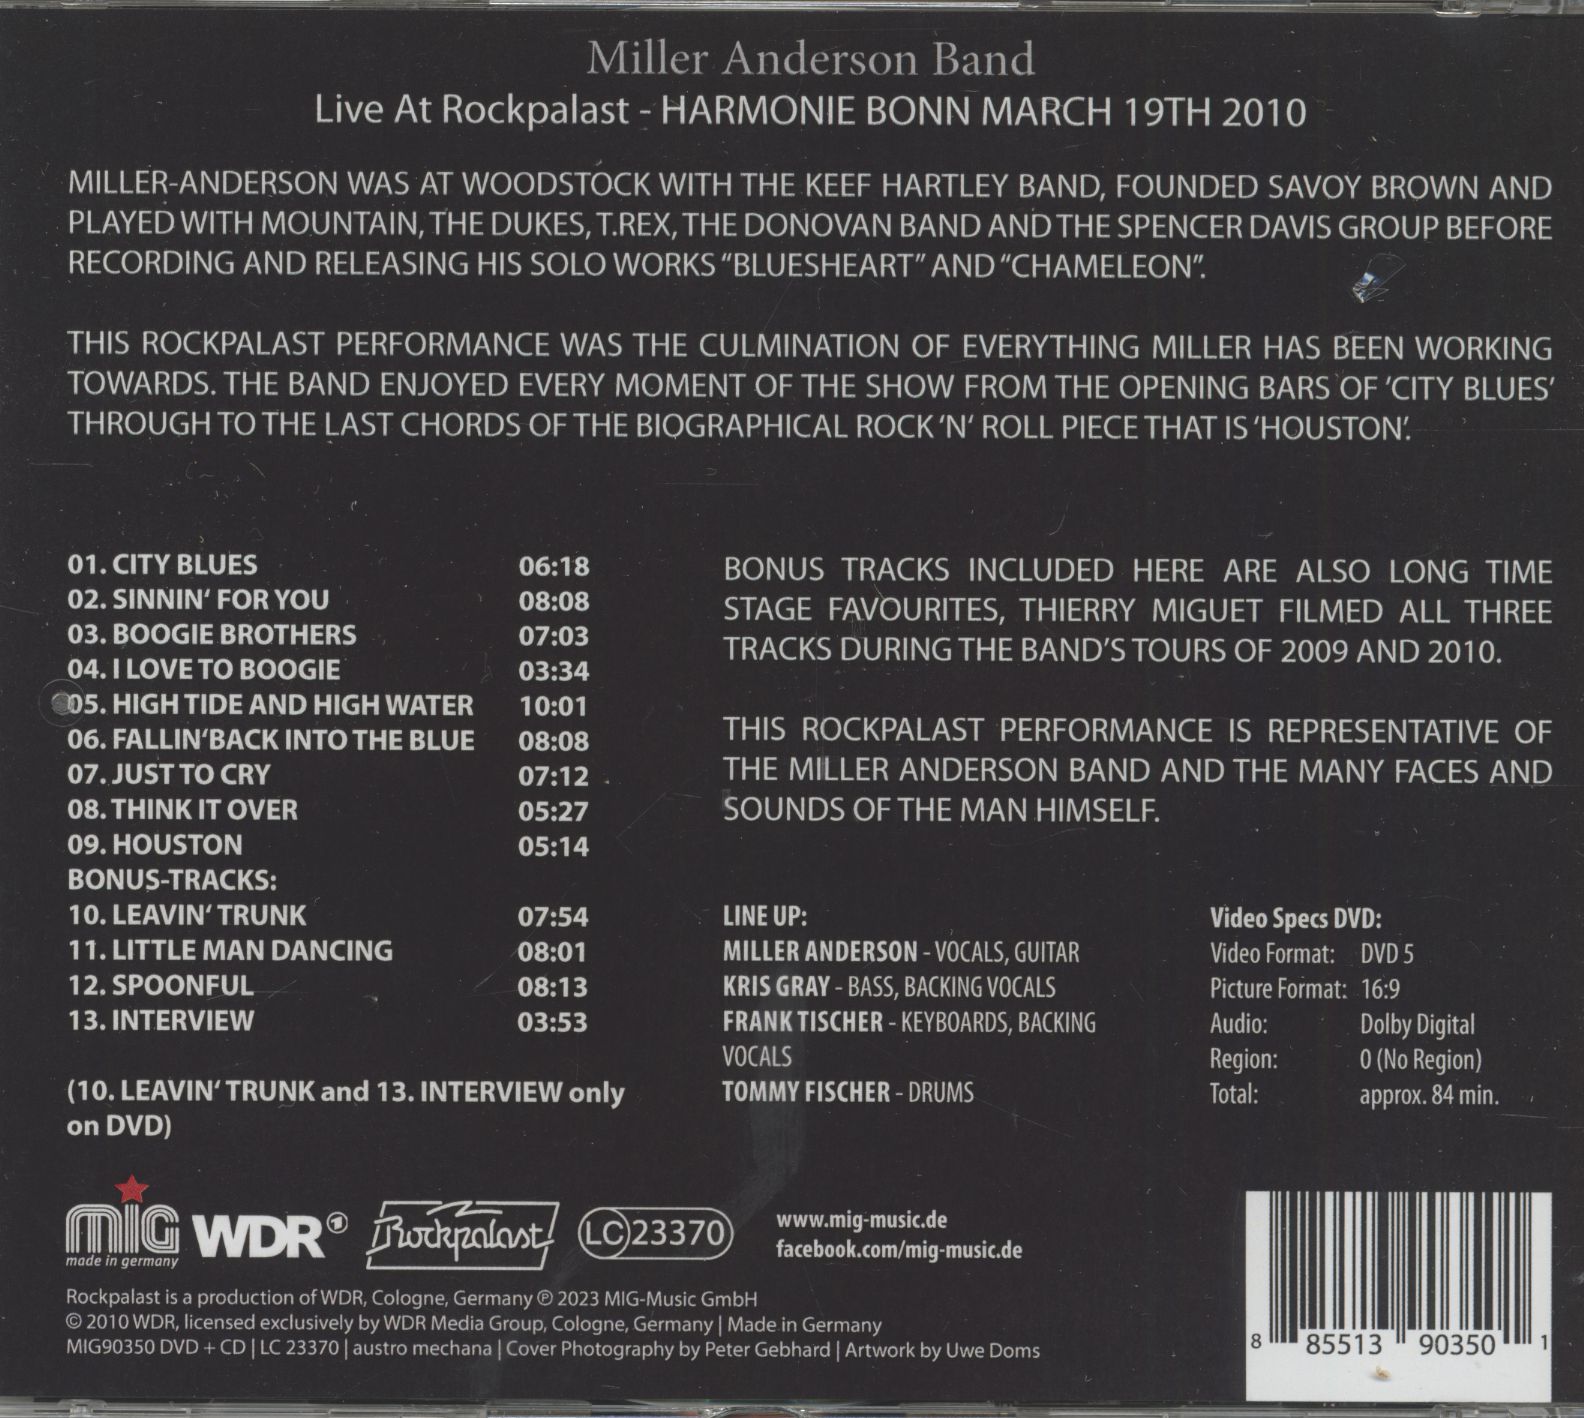 Miller Anderson Band
Live At Rockpalast - HARMONIE BONN MARCH 19TH 2010
MILLER-ANDERSON WAS AT WOODSTOCK WITH THE KEEF HARTLEY BAND, FOUNDED SAVOY BROWN AND
PLAYED WITH MOUNTAIN, THE DUKES, T.REX, THE DONOVAN BAND AND THE SPENCER DAVIS GROUP BEFORE
RECORDING AND RELEASING HIS SOLO WORKS "BLUESHEART" AND "CHAMELEON".
THIS ROCKPALAST PERFORMANCE WAS THE CULMINATION OF EVERYTHING MILLER HAS BEEN WORKING
TOWARDS. THE BAND ENJOYED EVERY MOMENT OF THE SHOW FROM THE OPENING BARS OF 'CITY BLUES'
THROUGH TO THE LAST CHORDS OF THE BIOGRAPHICAL ROCK 'N' ROLL PIECE THAT IS 'HOUSTON'.
01. CITY BLUES 06:18
02. SINNIN' FOR YOU 08:08
03. BOOGIE BROTHERS 07:03
04. I LOVE TO BOOGIE 03:34
05. HIGH TIDE AND HIGH WATER 10:01
06. FALLIN'BACK INTO THE BLUE 08:08
07. JUST TO CRY 07:12
08. THINK IT OVER 05:27
09. HOUSTON 05:14
BONUS-TRACKS:
10. LEAVIN' TRUNK 07:54
11. LITTLE MAN DANCING 08:01
12. SPOONFUL 08:13
13. INTERVIEW 03:53
(10. LEAVIN' TRUNK and 13. INTERVIEW only
on DVD)
BONUS TRACKS INCLUDED HERE ARE ALSO LONG TIME
STAGE FAVOURITES, THIERRY MIGUET FILMED ALL THREE
TRACKS DURING THE BAND'S TOURS OF 2009 AND 2010.
THIS ROCKPALAST PERFORMANCE IS REPRESENTATIVE OF
THE MILLER ANDERSON BAND AND THE MANY FACES AND
SOUNDS OF THE MAN HIMSELF.
LINE UP:
MILLER ANDERSON - VOCALS, GUITAR
KRIS GRAY - BASS, BACKING VOCALS
FRANK TISCHER - KEYBOARDS, BACKING
VOCALS
TOMMY FISCHER - DRUMS
Video Specs DVD:
Video Format: DVD 5
Picture Format: 16:9
Audio: Dolby Digital
Region: 0 (No Region)
Total: approx. 84 min.
MIG
made in germany
WDR
Rockpalast
LC 23370
www.mig-music.de
facebook.com/mig-music.de
Rockpalast is a production of WDR, Cologne, Germany ℗ 2023 MIG-Music GmbH
© 2010 WDR, licensed exclusively by WDR Media Group, Cologne, Germany | Made in Germany
MIG90350 DVD + CD | LC 23370 | austro mechana | Cover Photography by Peter Gebhard | Artwork by Uwe Doms
8 85513 90350 1